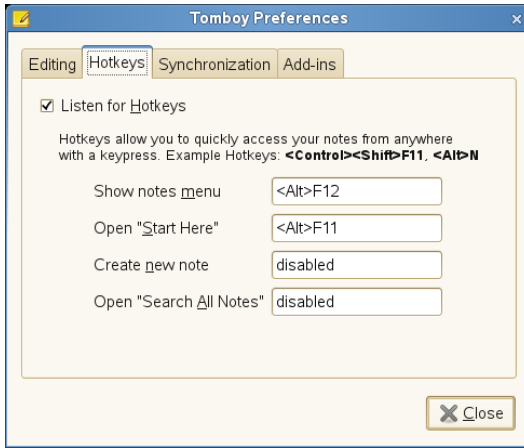 Tomboy Preferences
Editing Hotkeys Synchronization Add-ins
Listen for Hotkeys
Hotkeys allow you to quickly access your notes from anywhere
with a keypress. Example Hotkeys: <Control><Shift>F11, <Alt>N
Show notes menu <Alt>F12
Open "Start Here" <Alt>F11
Create new note disabled
Open "Search All Notes" disabled
Close